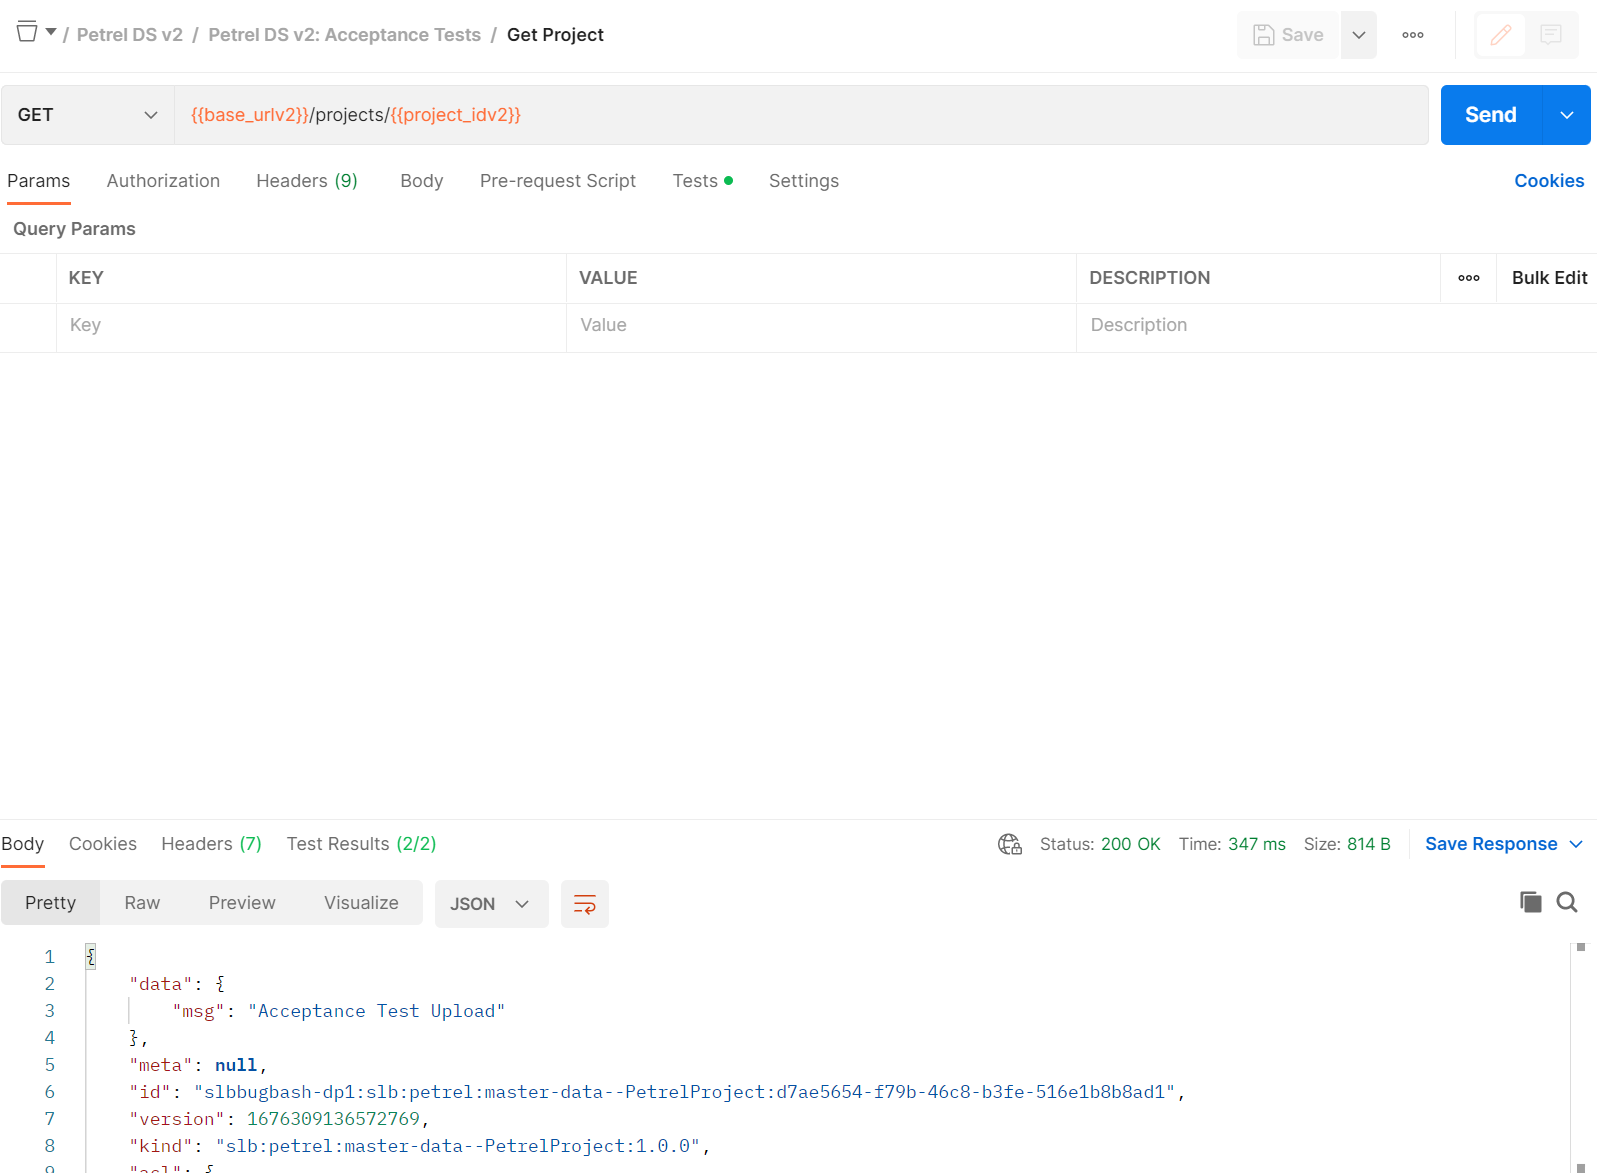 / Petrel DS v2 / Petrel DS v2: Acceptance Tests / Get Project
Save
GET
{{base_urlv2}}/projects/{{project_idv2}}
Send
Params Authorization Headers (9) Body Pre-request Script Tests Settings Cookies
Query Params
KEY VALUE DESCRIPTION Bulk Edit
Key Value Description
Body Cookies Headers (7) Test Results (2/2) Status: 200 OK Time: 347 ms Size: 814 B Save Response
Pretty Raw Preview Visualize JSON
1 {
2 "data": {
3 "msg": "Acceptance Test Upload"
4 },
5 "meta": null,
6 "id": "slbbugbash-dp1:slb:petrel:master-data--PetrelProject:d7ae5654-f79b-46c8-b3fe-516e1b8b8ad1",
7 "version": 1676309136572769,
8 "kind": "slb:petrel:master-data--PetrelProject:1.0.0",
9 "acl": {